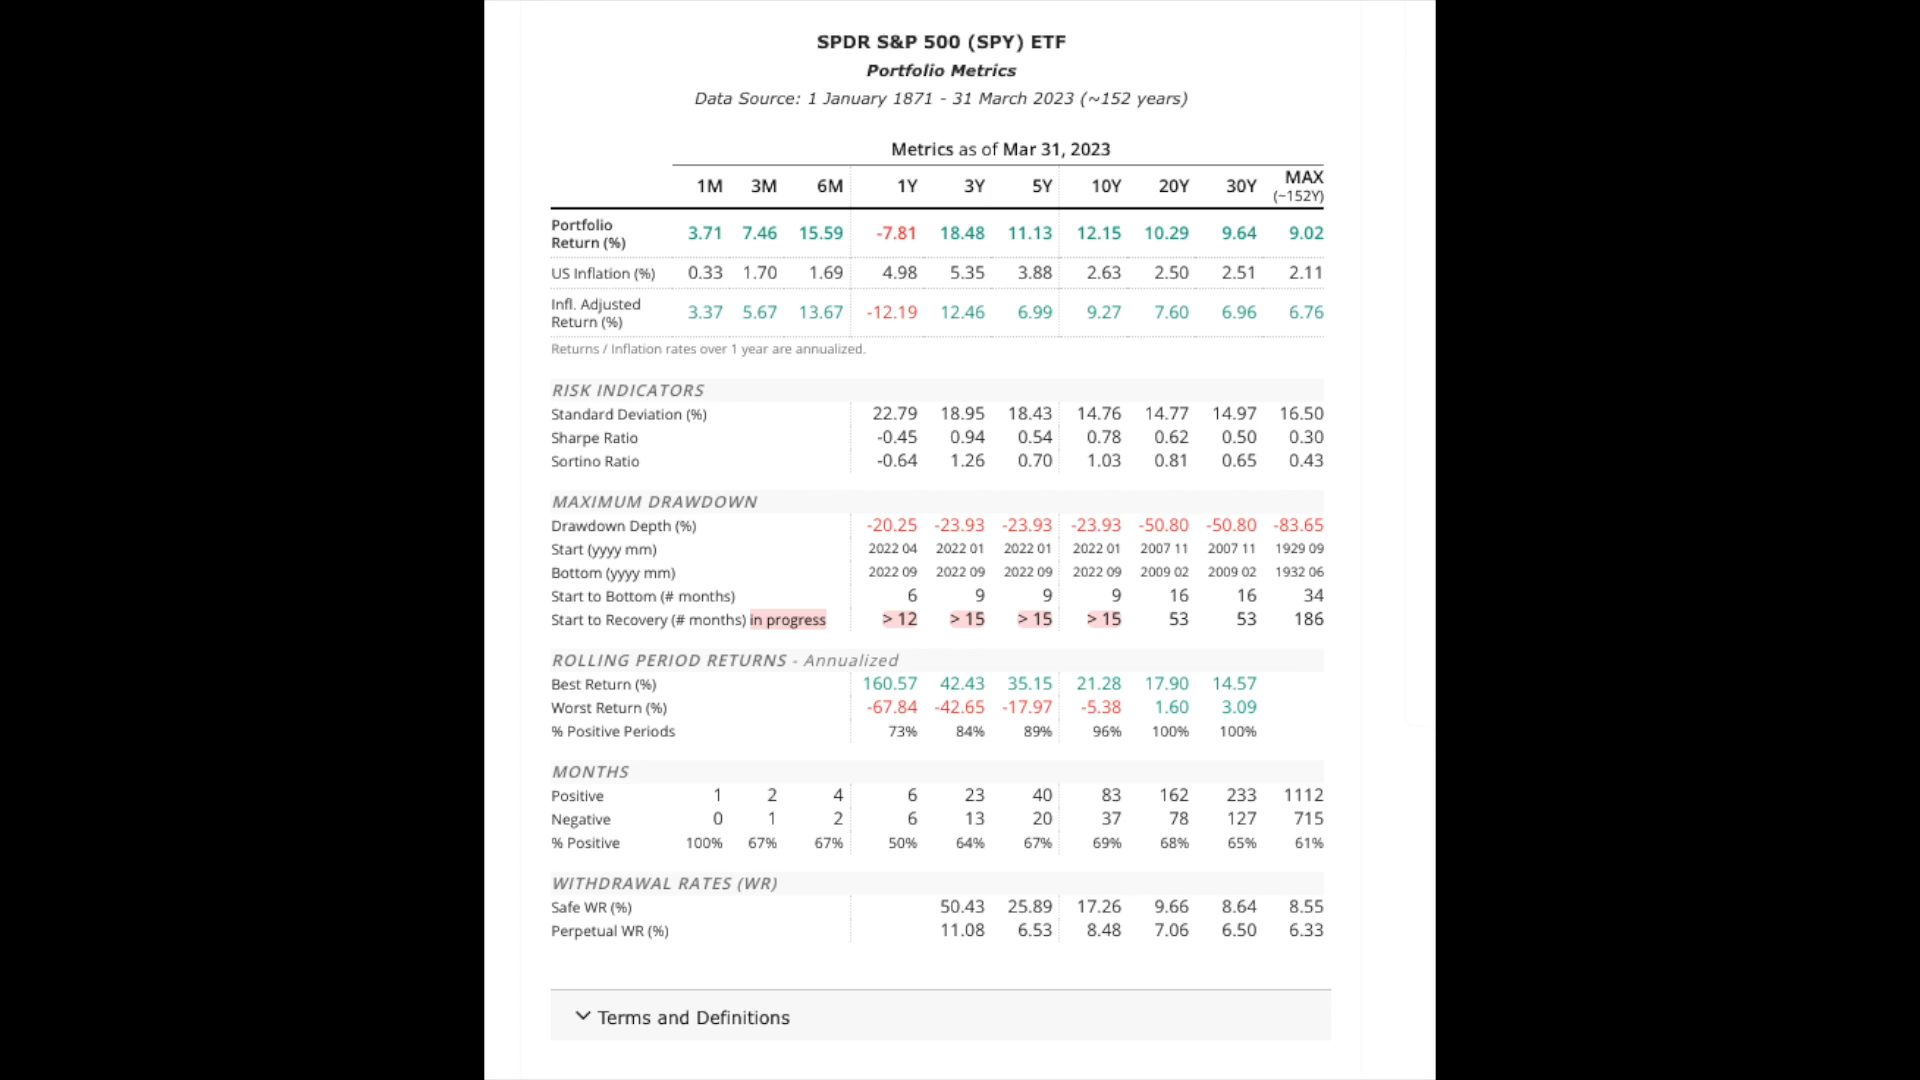 SPDR S&P 500 (SPY) ETF
Portfolio Metrics
Data Source: 1 January 1871 - 31 March 2023 (~152 years)
Metrics as of Mar 31, 2023
1M 3M 6M 1Y 3Y 5Y 10Y 20Y 30Y MAX
(~152Y)
Portfolio
Return (%) 3.71 7.46 15.59 -7.81 18.48 11.13 12.15 10.29 9.64 9.02
US Inflation (%) 0.33 1.70 1.69 4.98 5.35 3.88 2.63 2.50 2.51 2.11
Infl. Adjusted
Return (%) 3.37 5.67 13.67 -12.19 12.46 6.99 9.27 7.60 6.96 6.76
Returns / Inflation rates over 1 year are annualized.
RISK INDICATORS
Standard Deviation (%) 22.79 18.95 18.43 14.76 14.77 14.97 16.50
Sharpe Ratio -0.45 0.94 0.54 0.78 0.62 0.50 0.30
Sortino Ratio -0.64 1.26 0.70 1.03 0.81 0.65 0.43
MAXIMUM DRAWDOWN
Drawdown Depth (%) -20.25 -23.93 -23.93 -23.93 -50.80 -50.80 -83.65
Start (yyyy mm) 2022 04 2022 01 2022 01 2022 01 2007 11 2007 11 1929 09
Bottom (yyyy mm) 2022 09 2022 09 2022 09 2022 09 2009 02 2009 02 1932 06
Start to Bottom (# months) 6 9 9 9 16 16 34
Start to Recovery (# months) in progress > 12 > 15 > 15 > 15 53 53 186
ROLLING PERIOD RETURNS - Annualized
Best Return (%) 160.57 42.43 35.15 21.28 17.90 14.57
Worst Return (%) -67.84 -42.65 -17.97 -5.38 1.60 3.09
% Positive Periods 73% 84% 89% 96% 100% 100%
MONTHS
Positive 1 2 4 6 23 40 83 162 233 1112
Negative 0 1 2 6 13 20 37 78 127 715
% Positive 100% 67% 67% 50% 64% 67% 69% 68% 65% 61%
WITHDRAWAL RATES (WR)
Safe WR (%) 50.43 25.89 17.26 9.66 8.64 8.55
Perpetual WR (%) 11.08 6.53 8.48 7.06 6.50 6.33
Terms and Definitions